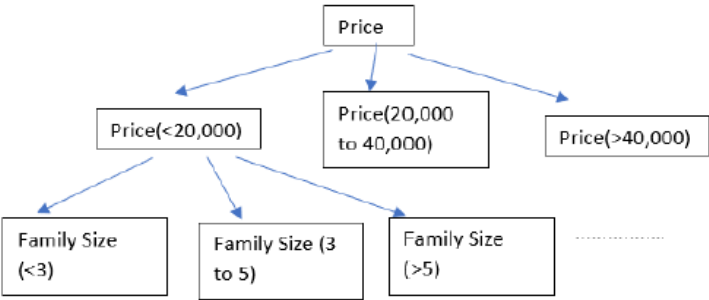 Price
Price(<20,000)
Price(20,000
to 40,000)
Price(>40,000)
Family Size
(<3)
Family Size (3
to 5)
Family Size
(>5)